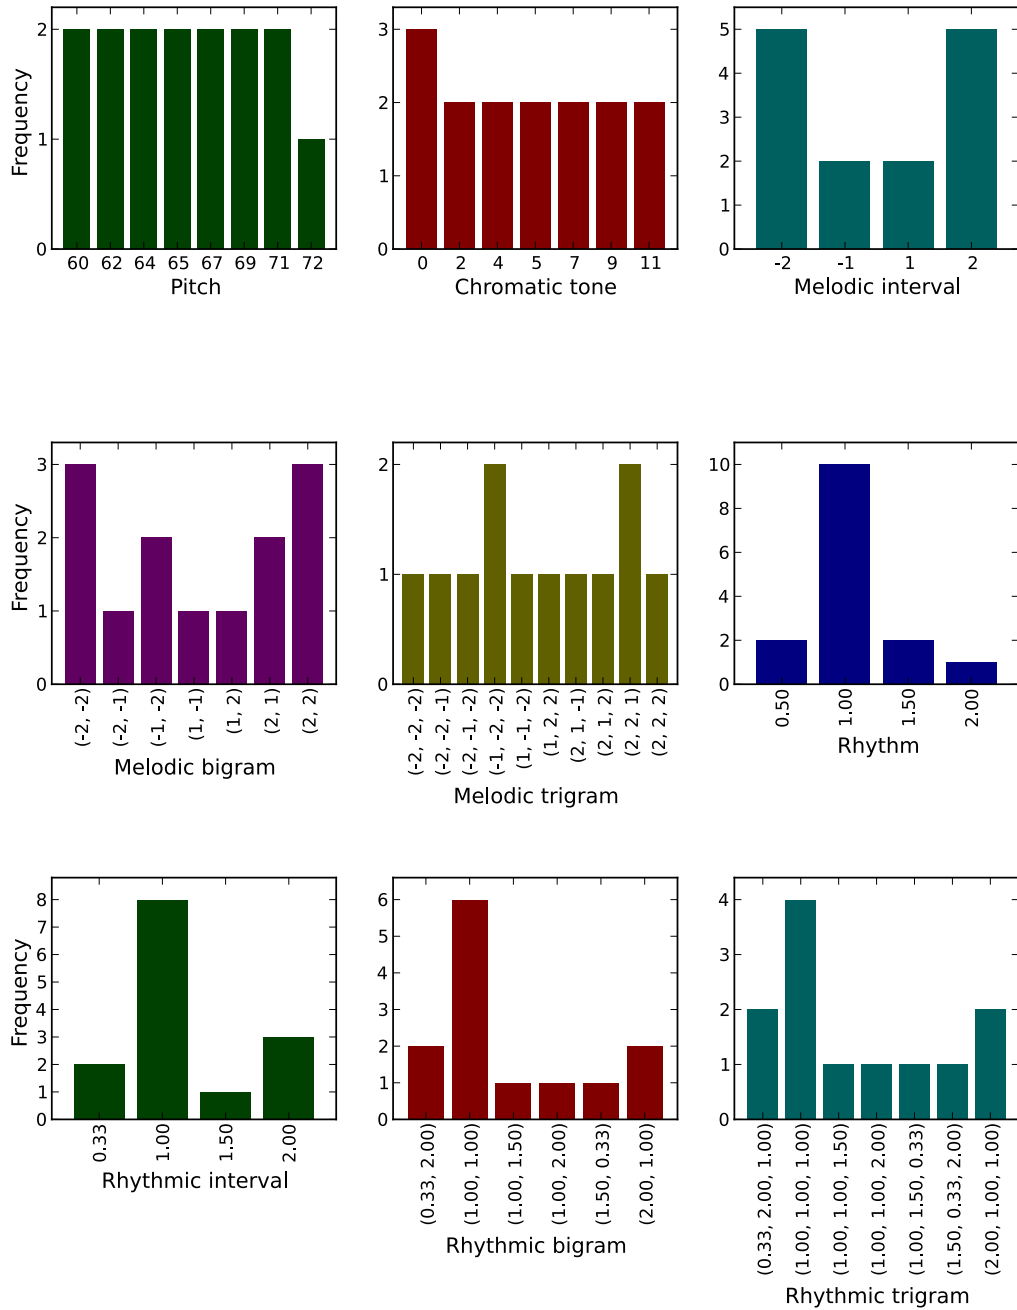 Frequency
2
1
0
60 62 64 65 67 69 71 72
Pitch
3
2
1
0
0 2 4 5 7 9 11
Chromatic tone
5
4
3
2
1
0
-2 -1 1 2
Melodic interval
Frequency
3
2
1
0
(-2, -2)
(-2, -1)
(-1, -2)
(1, -1)
(1, 2)
(2, 1)
(2, 2)
Melodic bigram
2
1
0
(-2, -2, -2)
(-2, -2, -1)
(-2, -1, -2)
(-1, -2, -2)
(1, -1, -2)
(1, 2, 2)
(2, 1, -1)
(2, 1, 2)
(2, 2, 1)
(2, 2, 2)
Melodic trigram
10
8
6
4
2
0
0.50
1.00
1.50
2.00
Rhythm
Frequency
8
7
6
5
4
3
2
1
0
0.33
1.00
1.50
2.00
Rhythmic interval
6
5
4
3
2
1
0
(0.33, 2.00)
(1.00, 1.00)
(1.00, 1.50)
(1.00, 2.00)
(1.50, 0.33)
(2.00, 1.00)
Rhythmic bigram
4
3
2
1
0
(0.33, 2.00, 1.00)
(1.00, 1.00, 1.00)
(1.00, 1.00, 1.50)
(1.00, 1.00, 2.00)
(1.00, 1.50, 0.33)
(1.50, 0.33, 2.00)
(2.00, 1.00, 1.00)
Rhythmic trigram